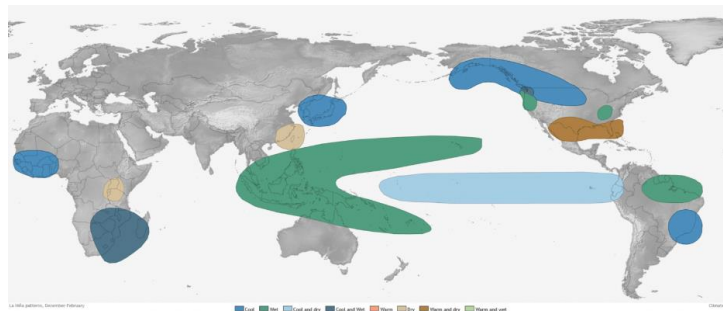 La Niña patterns, December-February
Cool Wet Cool and dry Cool and Wet Warm Dry Warm and dry Warm and wet